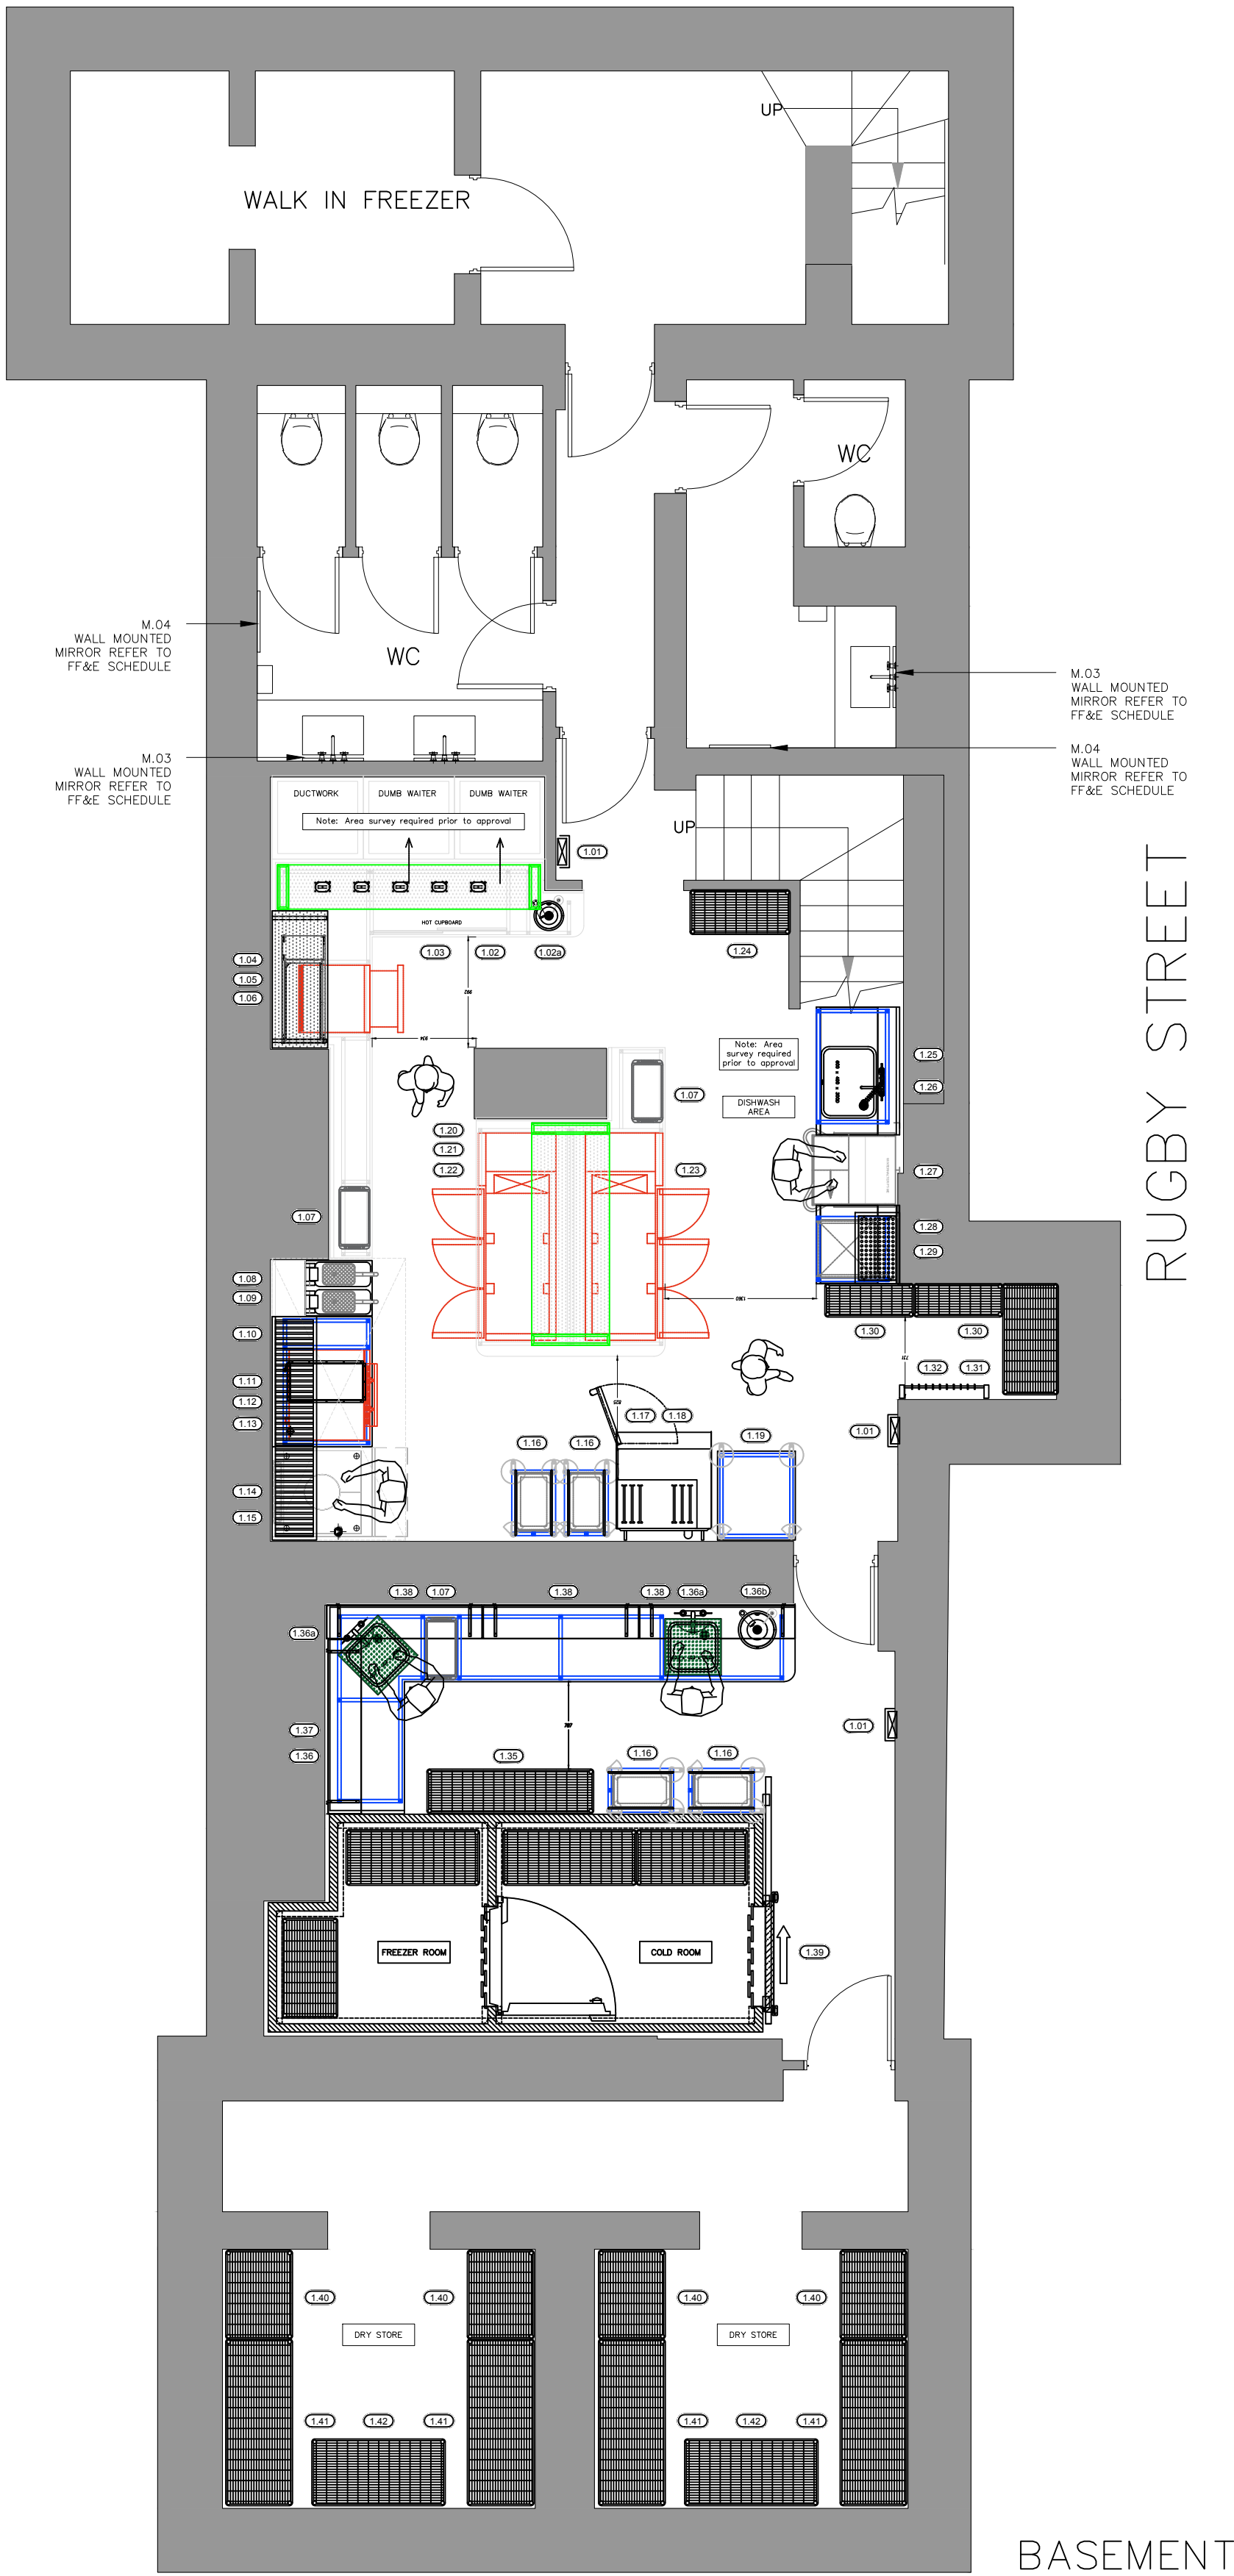 UP
WALK IN FREEZER
WC
M.04
WALL MOUNTED
MIRROR REFER TO
FF&E SCHEDULE
WC
M.03
WALL MOUNTED
MIRROR REFER TO
FF&E SCHEDULE
M.03
WALL MOUNTED
MIRROR REFER TO
FF&E SCHEDULE
M.04
WALL MOUNTED
MIRROR REFER TO
FF&E SCHEDULE
DUCTWORK
DUMB WAITER
DUMB WAITER
Note: Area survey required prior to approval
UP
1.01
HOT CUPBOARD
1.03
1.02
1.02a
1.24
1.04
1.05
1.06
992
934
Note: Area
survey required
prior to approval
1.25
1.26
1.07
DISHWASH
AREA
1.20
1.21
1.22
1.23
1.27
1.07
1.28
1.29
1.08
1.09
1.10
1.30
1.30
731
1.32
1.31
1.11
1.12
1.13
1.17
1.18
1.01
1.16
1.16
1.19
1.14
1.15
RUGBY STREET
1.38
1.07
1.38
1.38
1.36a
1.36b
1.36a
1.37
1.36
787
1.01
1.35
1.16
1.16
FREEZER ROOM
COLD ROOM
1.39
1.40
1.40
1.40
1.40
DRY STORE
DRY STORE
1.41
1.42
1.41
1.41
1.42
1.41
BASEMENT